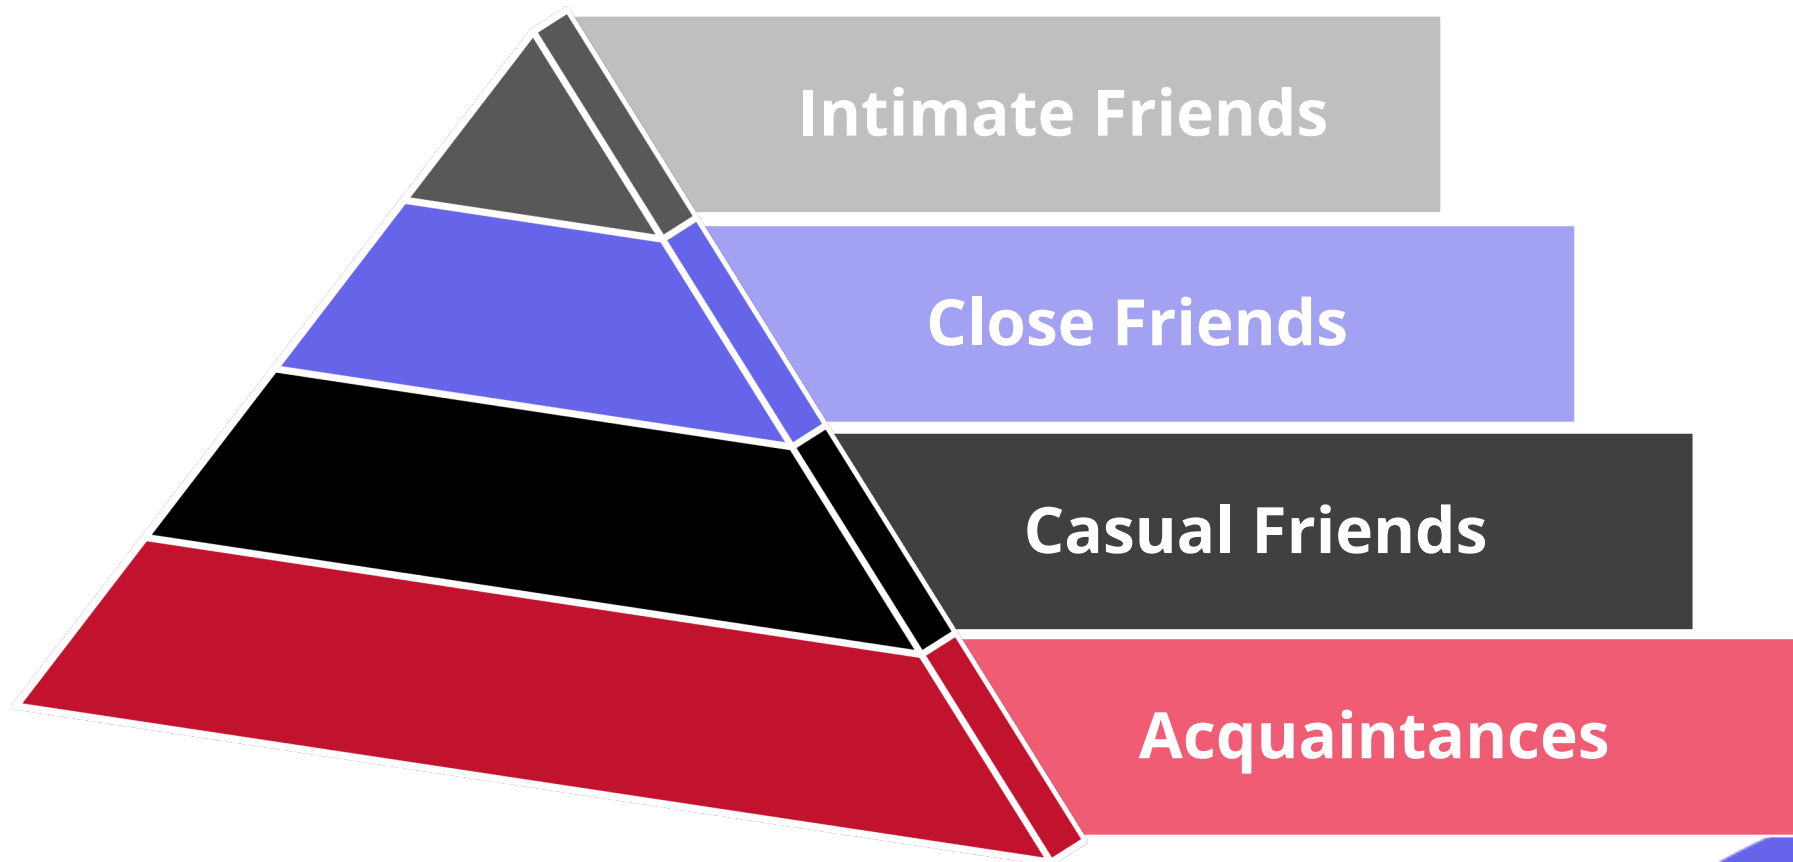 Intimate Friends
Close Friends
Casual Friends
Acquaintances